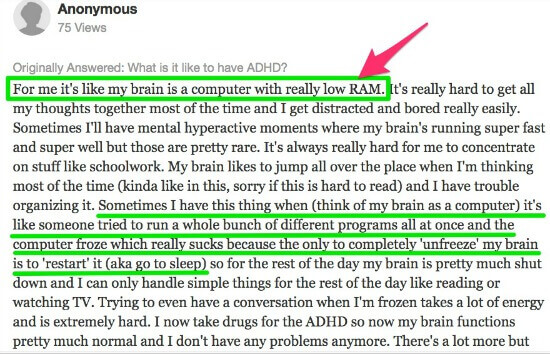 Anonymous
75 Views
Originally Answered: What is it like to have ADHD?
For me it's like my brain is a computer with really low RAM. It's really hard to get all
my thoughts together most of the time and I get distracted and bored really easily.
Sometimes I'll have mental hyperactive moments where my brain's running super fast
and super well but those are pretty rare. It's always really hard for me to concentrate
on stuff like schoolwork. My brain likes to jump all over the place when I'm thinking
most of the time (kinda like in this, sorry if this is hard to read) and I have trouble
organizing it. Sometimes I have this thing when (think of my brain as a computer) it's
like someone tried to run a whole bunch of different programs all at once and the
computer froze which really sucks because the only to completely 'unfreeze' my brain
is to 'restart' it (aka go to sleep) so for the rest of the day my brain is pretty much shut
down and I can only handle simple things for the rest of the day like reading or
watching TV. Trying to even have a conversation when I'm frozen takes a lot of energy
and is extremely hard. I now take drugs for the ADHD so now my brain functions
pretty much normal and I don't have any problems anymore. There's a lot more but